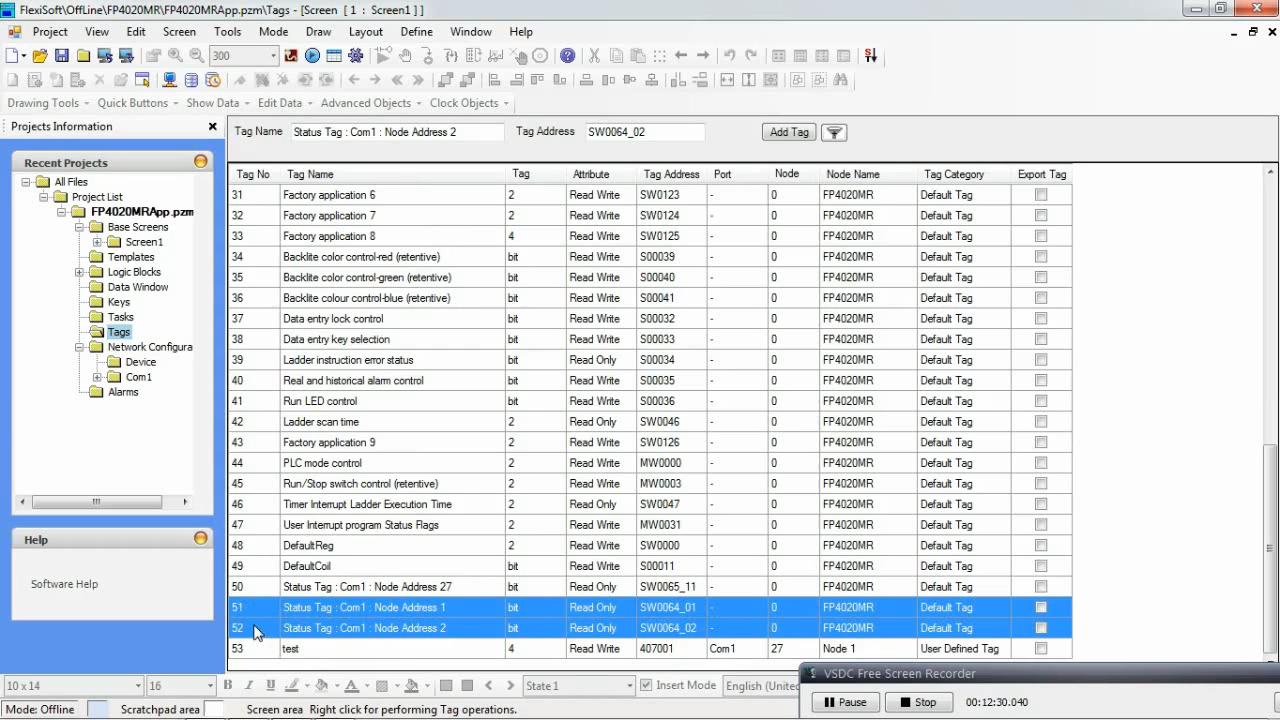 FlexiSoft\OffLine\FP4020MR\FP4020MRApp.pzm\Tags - [Screen [ 1 : Screen1 ] ]
Project View Edit Screen Tools Mode Draw Layout Define Window Help
300
Drawing Tools Quick Buttons Show Data Edit Data Advanced Objects Clock Objects
Projects Information
Recent Projects
All Files
Project List
FP4020MRApp.pzm
Base Screens
Screen1
Templates
Logic Blocks
Data Window
Keys
Tasks
Tags
Network Configura
Device
Com1
Alarms
Help
Software Help
Tag Name Status Tag : Com1 : Node Address 2 Tag Address SW0064_02 Add Tag
Tag No Tag Name Tag Attribute Tag Address Port Node Node Name Tag Category Export Tag
31 Factory application 6 2 Read Write SW0123 - 0 FP4020MR Default Tag
32 Factory application 7 2 Read Write SW0124 - 0 FP4020MR Default Tag
33 Factory application 8 4 Read Write SW0125 - 0 FP4020MR Default Tag
34 Backlite color control-red (retentive) bit Read Write S00039 - 0 FP4020MR Default Tag
35 Backlite color control-green (retentive) bit Read Write S00040 - 0 FP4020MR Default Tag
36 Backlite colour control-blue (retentive) bit Read Write S00041 - 0 FP4020MR Default Tag
37 Data entry lock control bit Read Write S00032 - 0 FP4020MR Default Tag
38 Data entry key selection bit Read Write S00033 - 0 FP4020MR Default Tag
39 Ladder instruction error status bit Read Only S00034 - 0 FP4020MR Default Tag
40 Real and historical alarm control bit Read Write S00035 - 0 FP4020MR Default Tag
41 Run LED control bit Read Write S00036 - 0 FP4020MR Default Tag
42 Ladder scan time 2 Read Only SW0046 - 0 FP4020MR Default Tag
43 Factory application 9 2 Read Write SW0126 - 0 FP4020MR Default Tag
44 PLC mode control 2 Read Write MW0000 - 0 FP4020MR Default Tag
45 Run/Stop switch control (retentive) 2 Read Write MW0003 - 0 FP4020MR Default Tag
46 Timer Interrupt Ladder Execution Time 2 Read Only SW0047 - 0 FP4020MR Default Tag
47 User Interrupt program Status Flags 2 Read Write MW0031 - 0 FP4020MR Default Tag
48 DefaultReg 2 Read Write SW0000 - 0 FP4020MR Default Tag
49 DefaultCoil bit Read Write S00011 - 0 FP4020MR Default Tag
50 Status Tag : Com1 : Node Address 27 bit Read Only SW0065_11 - 0 FP4020MR Default Tag
51 Status Tag : Com1 : Node Address 1 bit Read Only SW0064_01 - 0 FP4020MR Default Tag
52 Status Tag : Com1 : Node Address 2 bit Read Only SW0064_02 - 0 FP4020MR Default Tag
53 test 4 Read Write 407001 Com1 27 Node 1 User Defined Tag
VSDC Free Screen Recorder
Pause Stop 00:12:30.040
10 x 14 16 B I U A State 1 Insert Mode English (United
Mode: Offline Scratchpad area Screen area Right click for performing Tag operations.